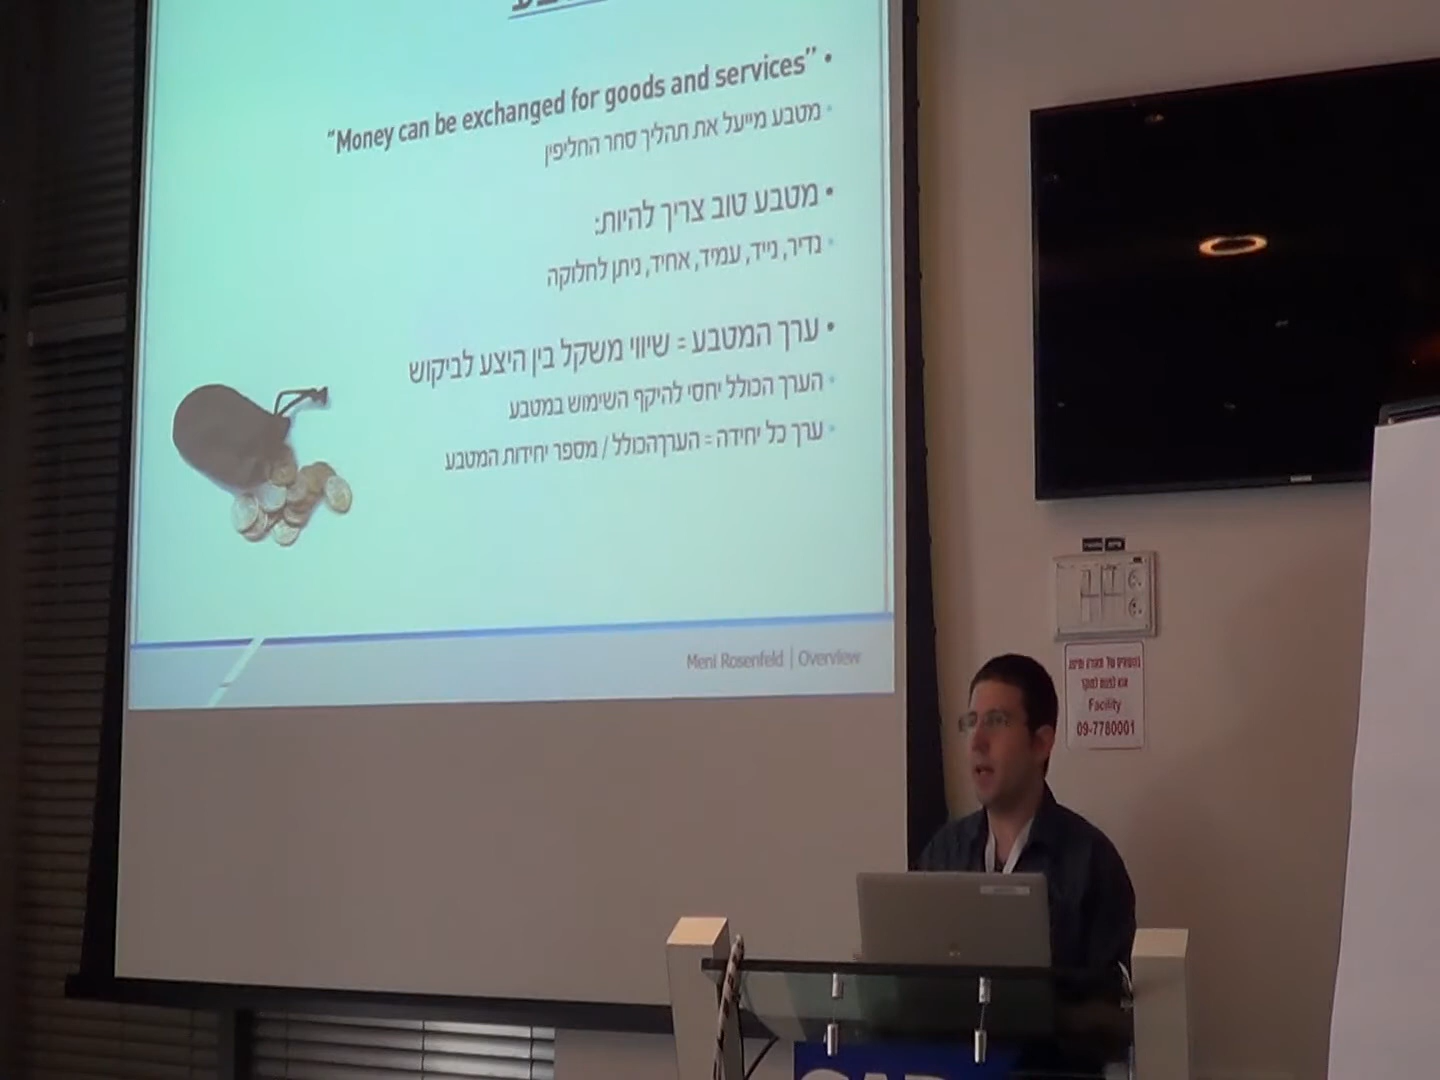 “Money can be exchanged for goods and services”
מטבע מייעל את תהליך סחר החליפין
מטבע טוב צריך להיות:
נדיר, נייד, עמיד, אחיד, ניתן לחלוקה
ערך המטבע = שיווי משקל בין היצע לביקוש
הערך הכולל יחסי להיקף השימוש במטבע
ערך כל יחידה = הערךהכולל / מספר יחידות המטבע
Meni Rosenfeld | Overview
Facility
09-7780001